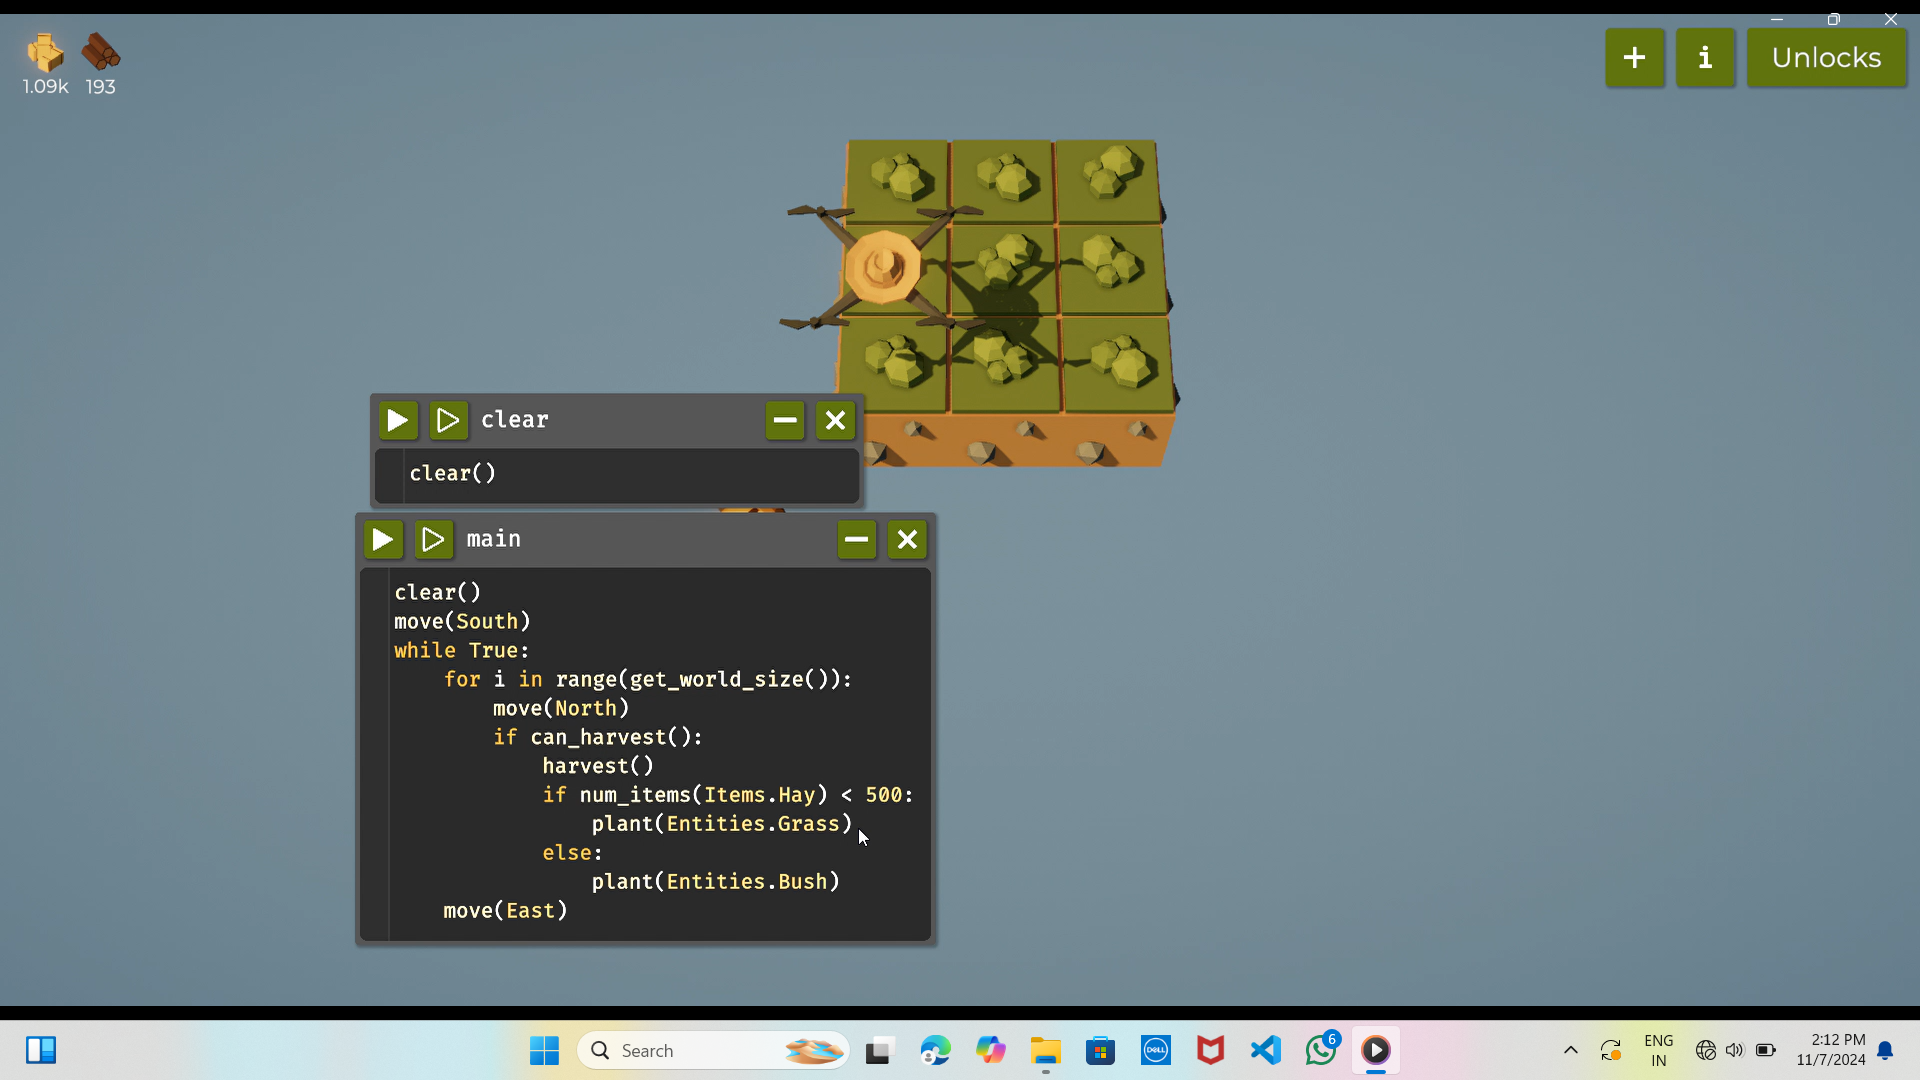 1.09k 193
+ i Unlocks
clear
clear()
main
clear()
move(South)
while True:
    for i in range(get_world_size()):
        move(North)
        if can_harvest():
            harvest()
            if num_items(Items.Hay) < 500:
                plant(Entities.Grass)
            else:
                plant(Entities.Bush)
    move(East)
Search
DELL
6
ENG
IN
2:12 PM
11/7/2024